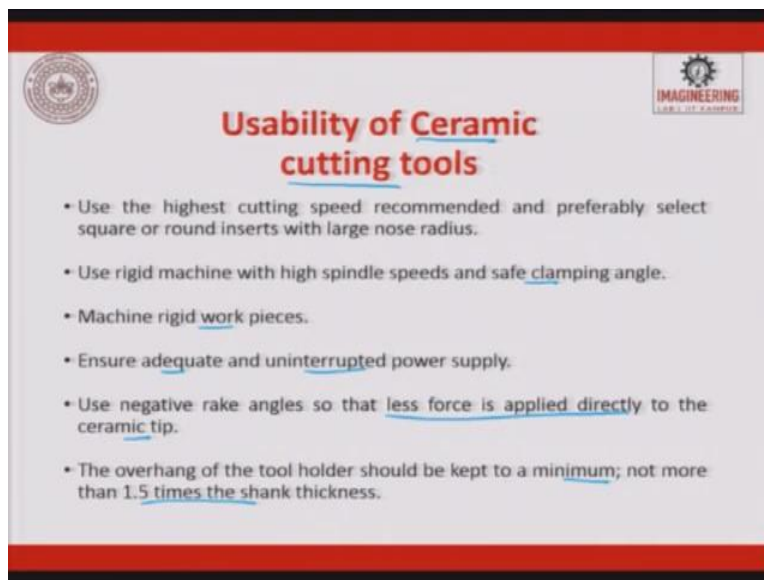 IMAGINEERING
Usability of Ceramic
cutting tools
• Use the highest cutting speed recommended and preferably select
square or round inserts with large nose radius.
• Use rigid machine with high spindle speeds and safe clamping angle.
• Machine rigid work pieces.
• Ensure adequate and uninterrupted power supply.
• Use negative rake angles so that less force is applied directly to the
ceramic tip.
• The overhang of the tool holder should be kept to a minimum; not more
than 1.5 times the shank thickness.